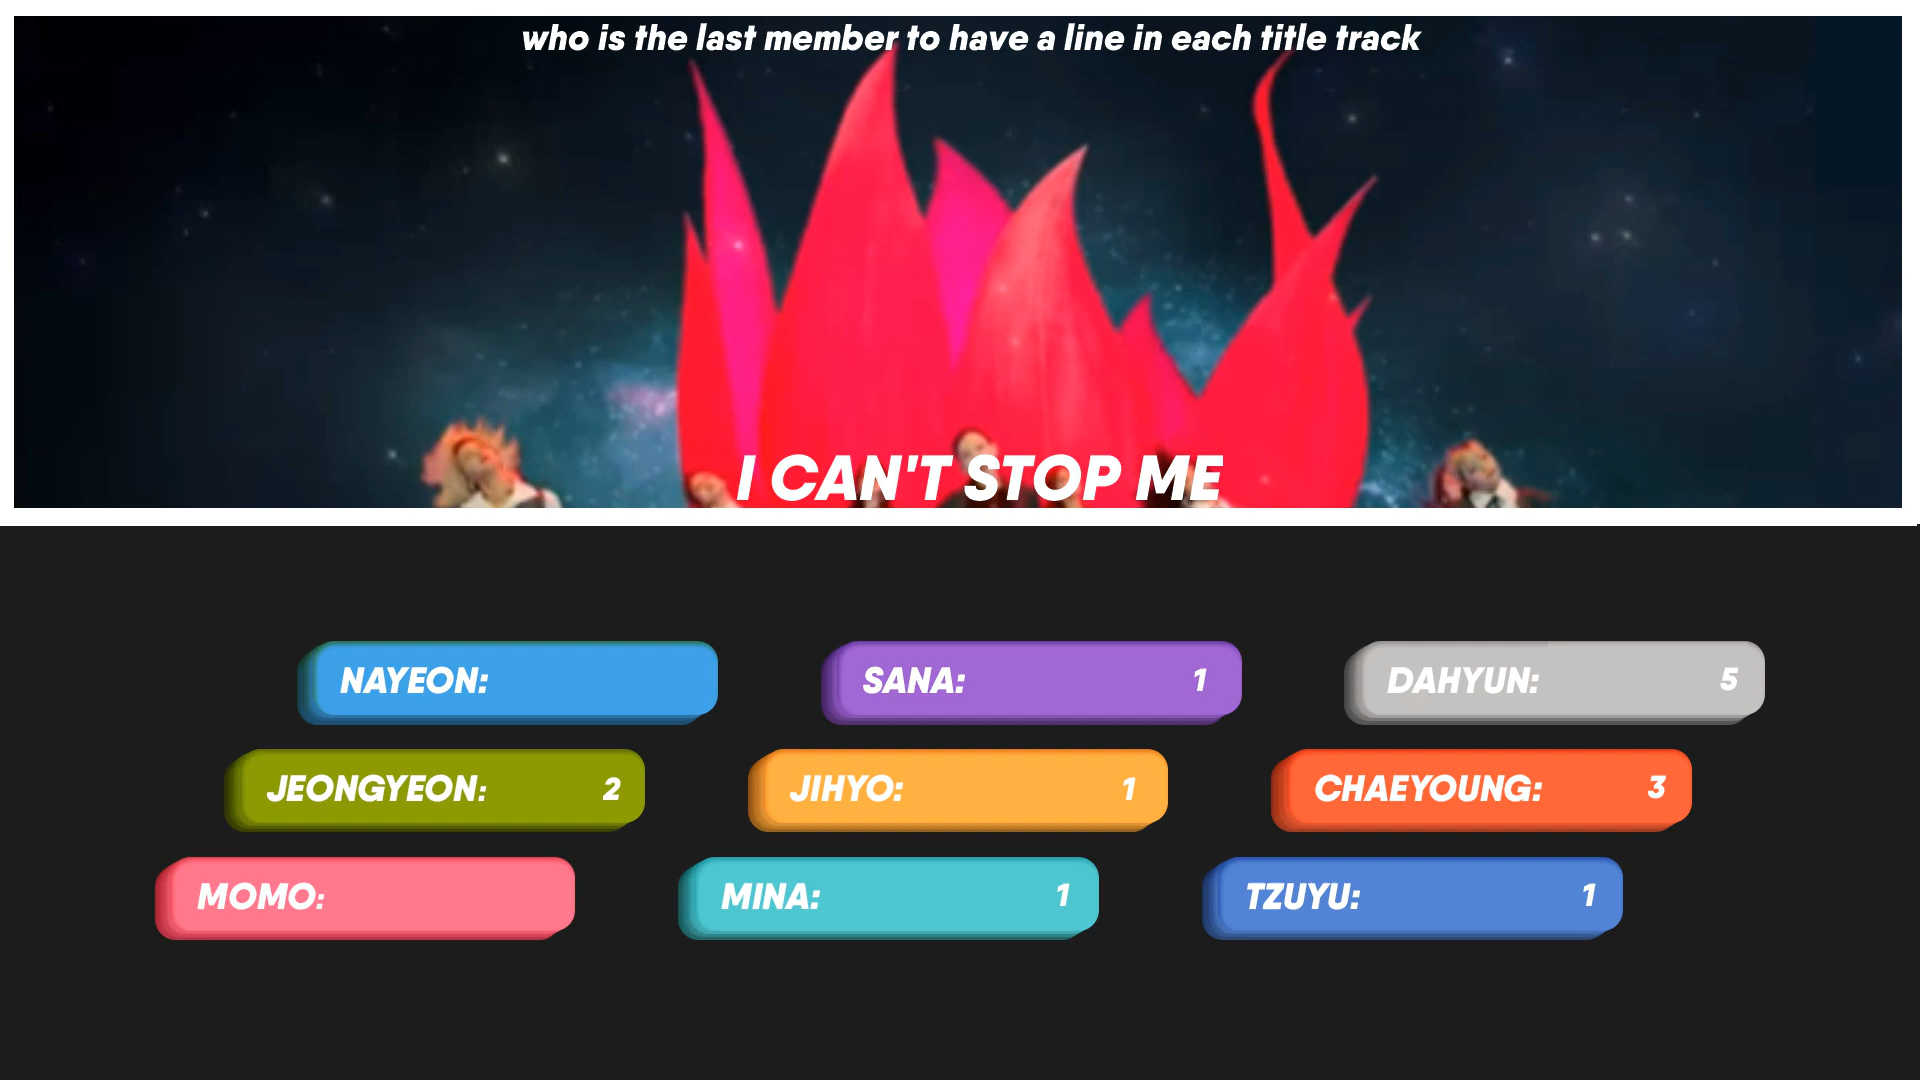 who is the last member to have a line in each title track
I CAN'T STOP ME
NAYEON:
SANA: 1
DAHYUN: 5
JEONGYEON: 2
JIHYO: 1
CHAEYOUNG: 3
MOMO:
MINA: 1
TZUYU: 1